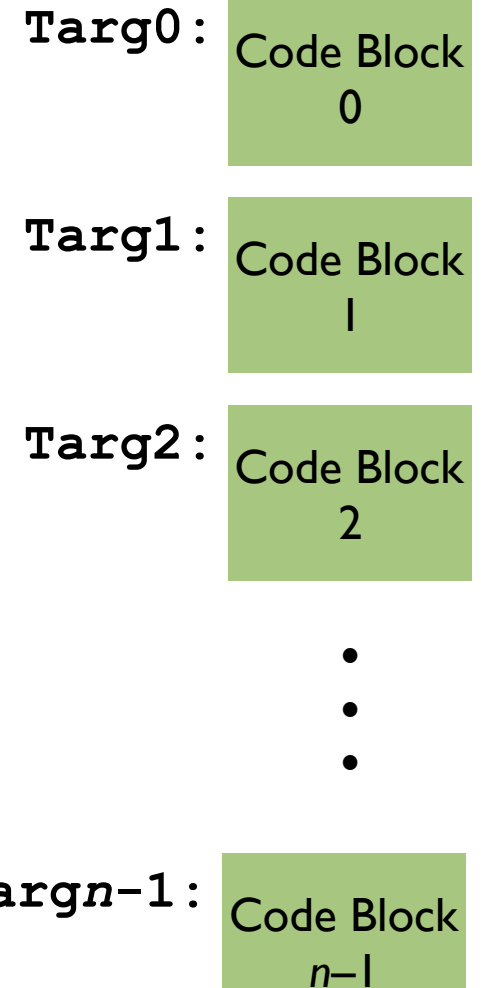 Targ0:
Code Block
0
Targ1:
Code Block
1
Targ2:
Code Block
2
•
•
•
argn-1:
Code Block
n–1